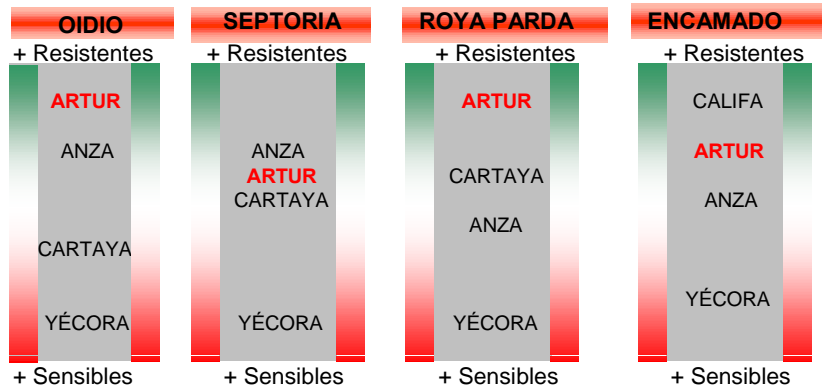 OIDIO
+ Resistentes
ARTUR
ANZA
CARTAYA
YÉCORA
+ Sensibles
SEPTORIA
+ Resistentes
ANZA
ARTUR
CARTAYA
YÉCORA
+ Sensibles
ROYA PARDA
+ Resistentes
ARTUR
CARTAYA
ANZA
YÉCORA
+ Sensibles
ENCAMADO
+ Resistentes
CALIFA
ARTUR
ANZA
YÉCORA
+ Sensibles